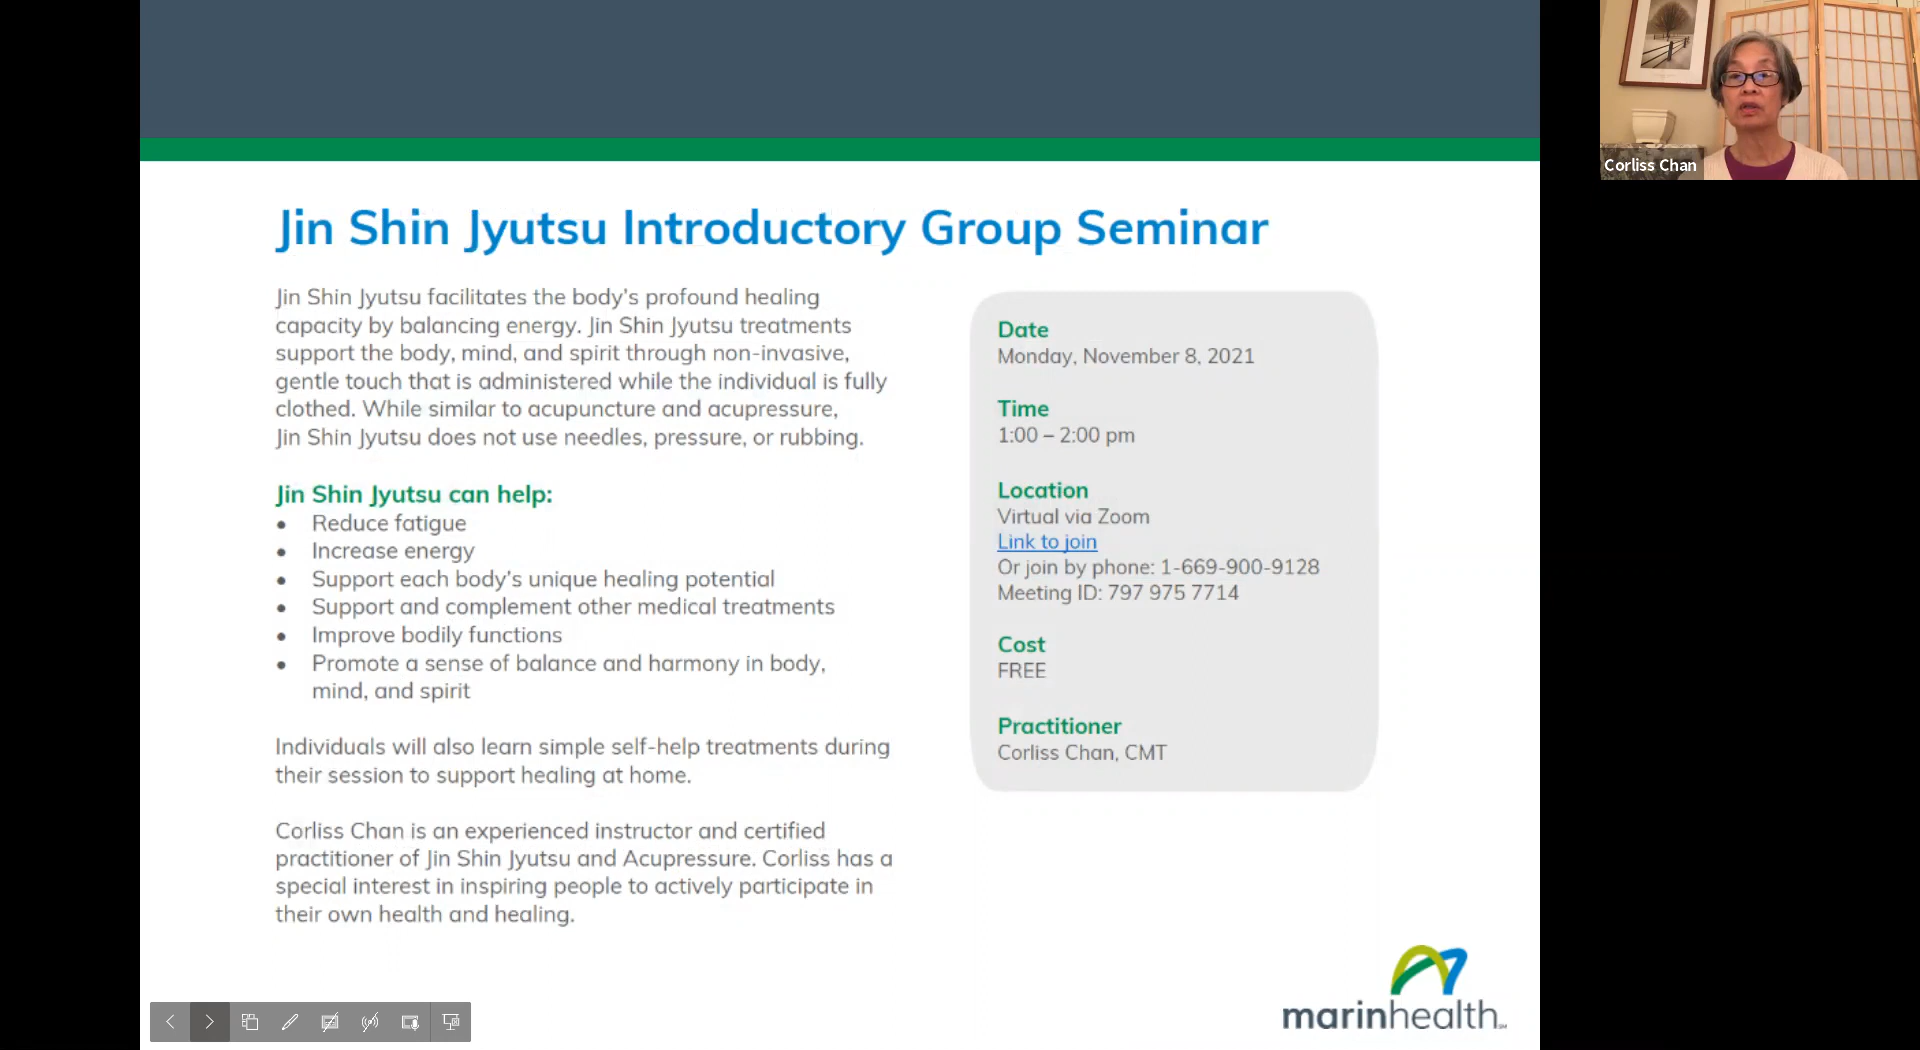 Corliss Chan
Jin Shin Jyutsu Introductory Group Seminar
Jin Shin Jyutsu facilitates the body's profound healing
capacity by balancing energy. Jin Shin Jyutsu treatments
support the body, mind, and spirit through non-invasive,
gentle touch that is administered while the individual is fully
clothed. While similar to acupuncture and acupressure,
Jin Shin Jyutsu does not use needles, pressure, or rubbing.
Jin Shin Jyutsu can help:
• Reduce fatigue
• Increase energy
• Support each body's unique healing potential
• Support and complement other medical treatments
• Improve bodily functions
• Promote a sense of balance and harmony in body,
mind, and spirit
Individuals will also learn simple self-help treatments during
their session to support healing at home.
Corliss Chan is an experienced instructor and certified
practitioner of Jin Shin Jyutsu and Acupressure. Corliss has a
special interest in inspiring people to actively participate in
their own health and healing.
Date
Monday, November 8, 2021
Time
1:00 – 2:00 pm
Location
Virtual via Zoom
Link to join
Or join by phone: 1-669-900-9128
Meeting ID: 797 975 7714
Cost
FREE
Practitioner
Corliss Chan, CMT
marinhealth℠